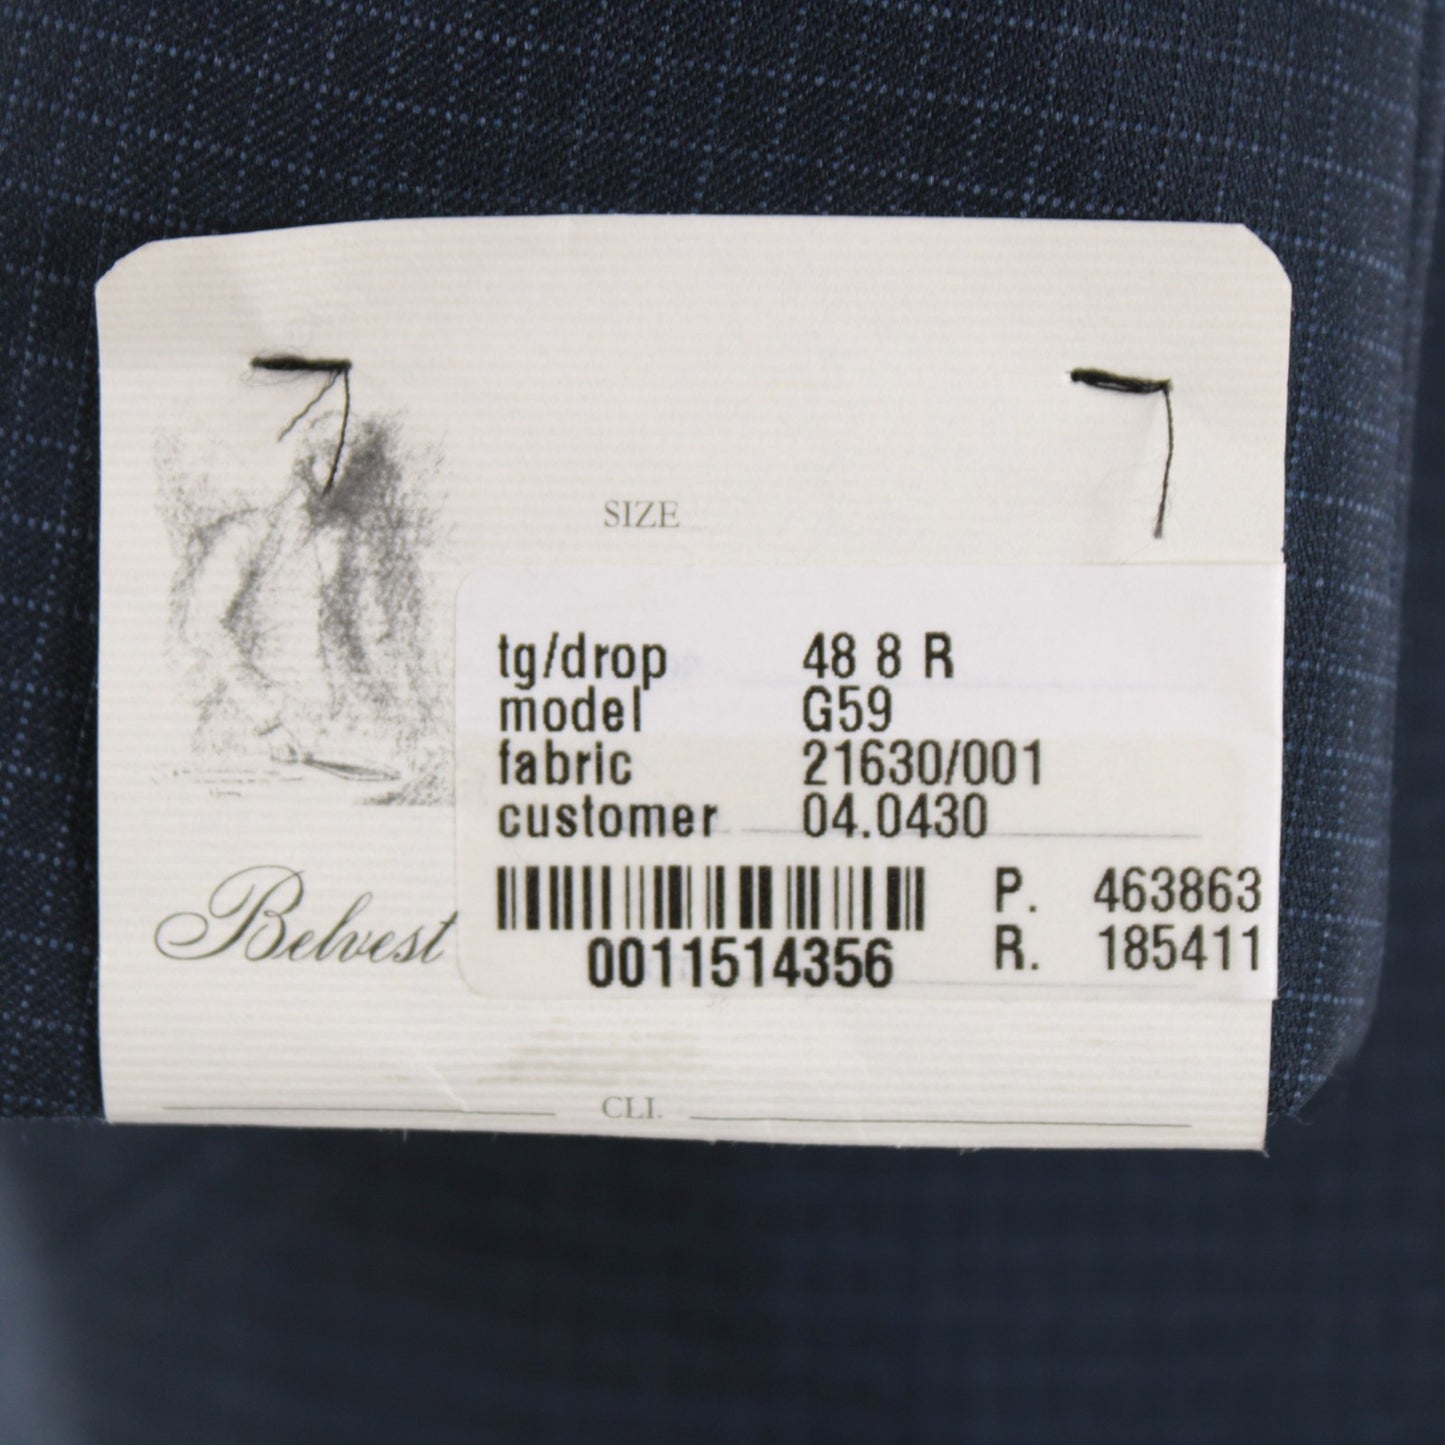 SIZE
tg/drop 48 8 R
model G59
fabric 21630/001
customer 04.0430
P. 463863
R. 185411
0011514356
Belvest
CLI.